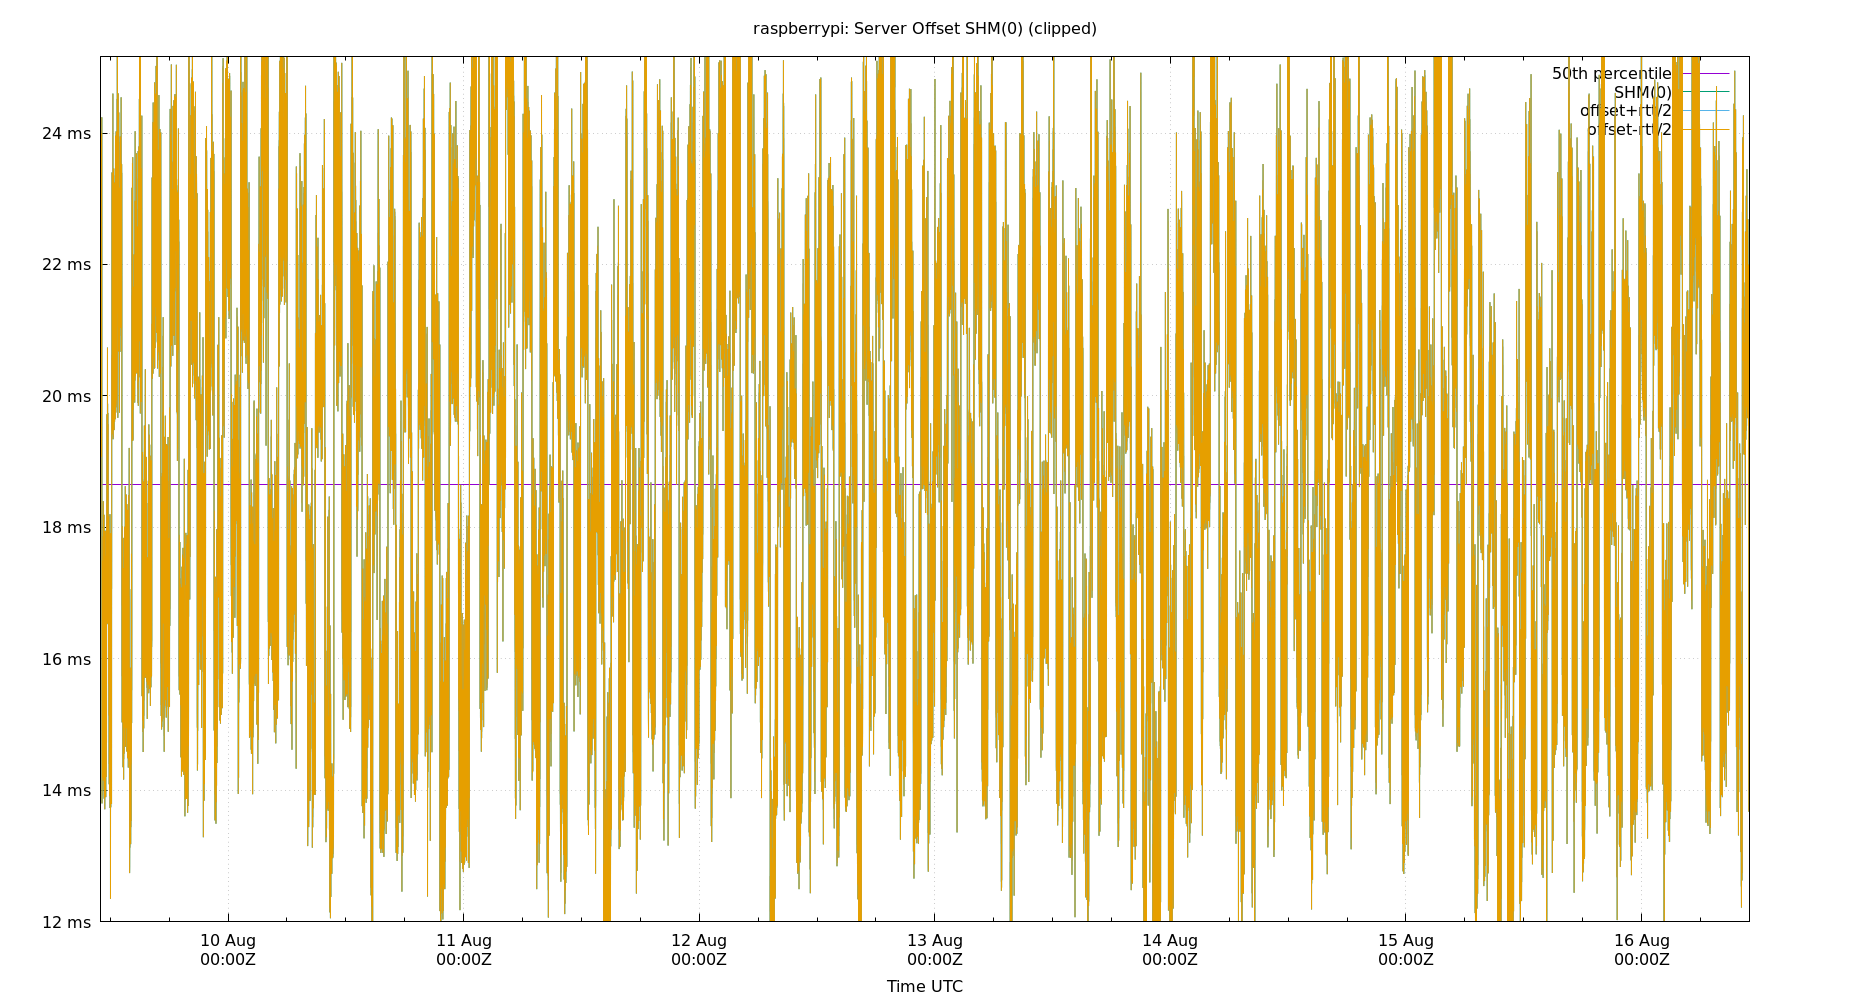 raspberrypi: Server Offset SHM(0) (clipped)
50th percentile
SHM(0)
offset+rtt/2
offset-rtt/2
24 ms
22 ms
20 ms
18 ms
16 ms
14 ms
12 ms
10 Aug 11 Aug 12 Aug 13 Aug 14 Aug 15 Aug 16 Aug
00:00Z 00:00Z 00:00Z 00:00Z 00:00Z 00:00Z 00:00Z
Time UTC